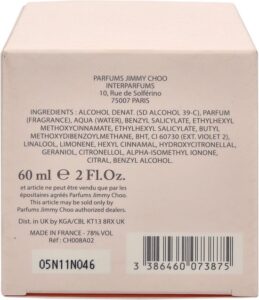 PARFUMS JIMMY CHOO
INTERPARFUMS
10, Rue de Solférino
75007 PARIS
INGREDIENTS : ALCOHOL DENAT. (SD ALCOHOL 39-C), PARFUM
(FRAGRANCE), AQUA (WATER), BENZYL SALICYLATE, ETHYLHEXYL
METHOXYCINNAMATE, ETHYLHEXYL SALICYLATE, BUTYL
METHOXYDIBENZOYLMETHANE, BHT, CI 60730 (EXT. VIOLET 2),
LINALOOL, LIMONENE, HEXYL CINNAMAL, HYDROXYCITRONELLAL,
GERANIOL, CITRONELLOL, ALPHA-ISOMETHYL IONONE,
CITRAL, BENZYL ALCOHOL.
60 ml e 2 Fl.Oz.
et article ne peut être vendu que par les
épositaires agréés Parfums Jimmy Choo.
This article may only be sold by
Parfums Jimmy Choo authorized dealers.
Dist. in UK by KGA/CBL KT13 8RX UK
MADE IN FRANCE - 78% VOL
Réf : CH008A02
05N11N046
3 386460 073875